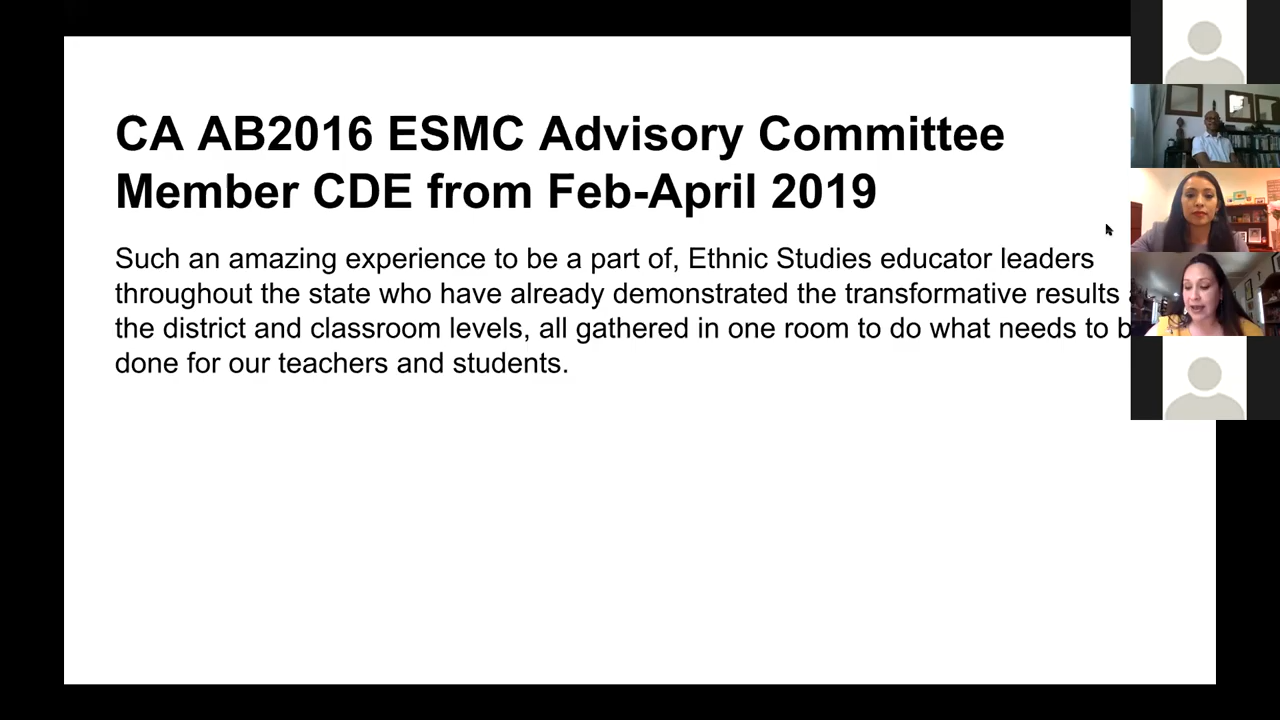 CA AB2016 ESMC Advisory Committee
Member CDE from Feb-April 2019
Such an amazing experience to be a part of, Ethnic Studies educator leaders
throughout the state who have already demonstrated the transformative results
the district and classroom levels, all gathered in one room to do what needs to
done for our teachers and students.